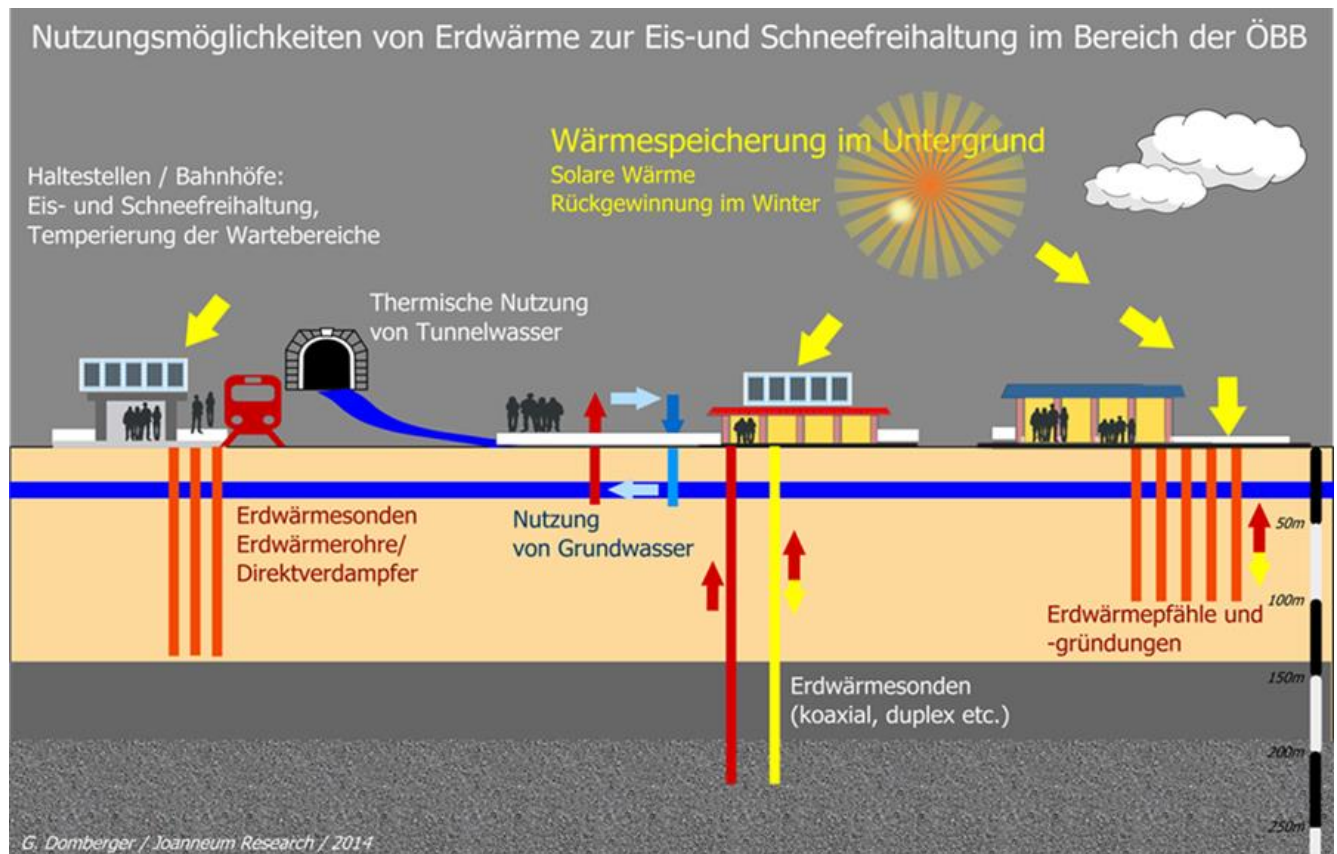 Nutzungsmöglichkeiten von Erdwärme zur Eis-und Schneefreihaltung im Bereich der ÖBB
Wärmespeicherung im Untergrund
Solare Wärme
Rückgewinnung im Winter
Haltestellen / Bahnhöfe:
Eis- und Schneefreihaltung,
Temperierung der Wartebereiche
Thermische Nutzung
von Tunnelwasser
Erdwärmesonden
Erdwärmerohre/
Direktverdampfer
Nutzung
von Grundwasser
50m
100m
Erdwärmepfähle und
-gründungen
150m
Erdwärmesonden
(koaxial, duplex etc.)
200m
250m
G. Domberger / Joanneum Research / 2014